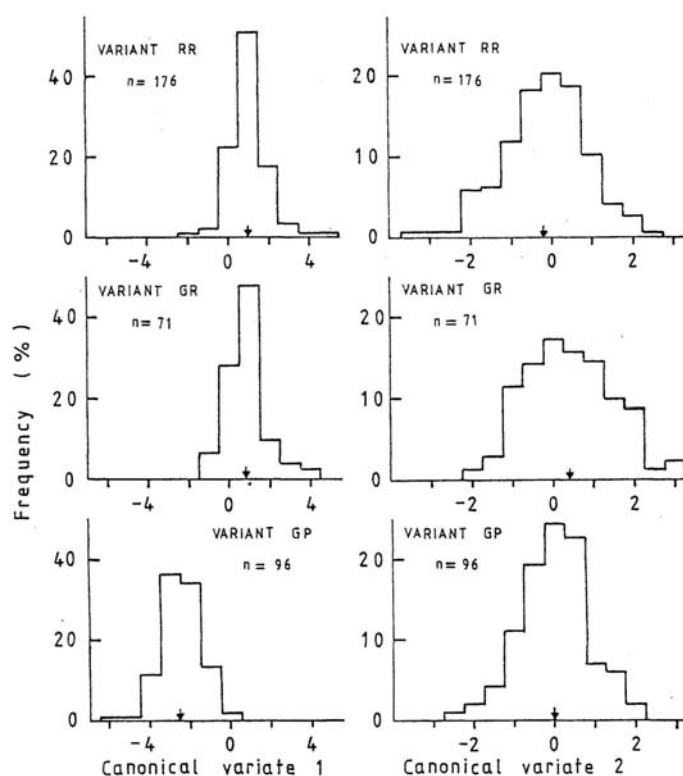 VARIANT RR
n= 176
40
20
0
-4 0 4
VARIANT RR
n= 176
20
10
0
-2 0 2
VARIANT GR
n= 71
40
20
0
-4 0 4
VARIANT GR
n= 71
20
10
0
-2 0 2
VARIANT GP
n= 96
40
20
0
-4 0 4
VARIANT GP
n= 96
20
10
0
-2 0 2
Frequency (%)
Canonical variate 1
Canonical variate 2